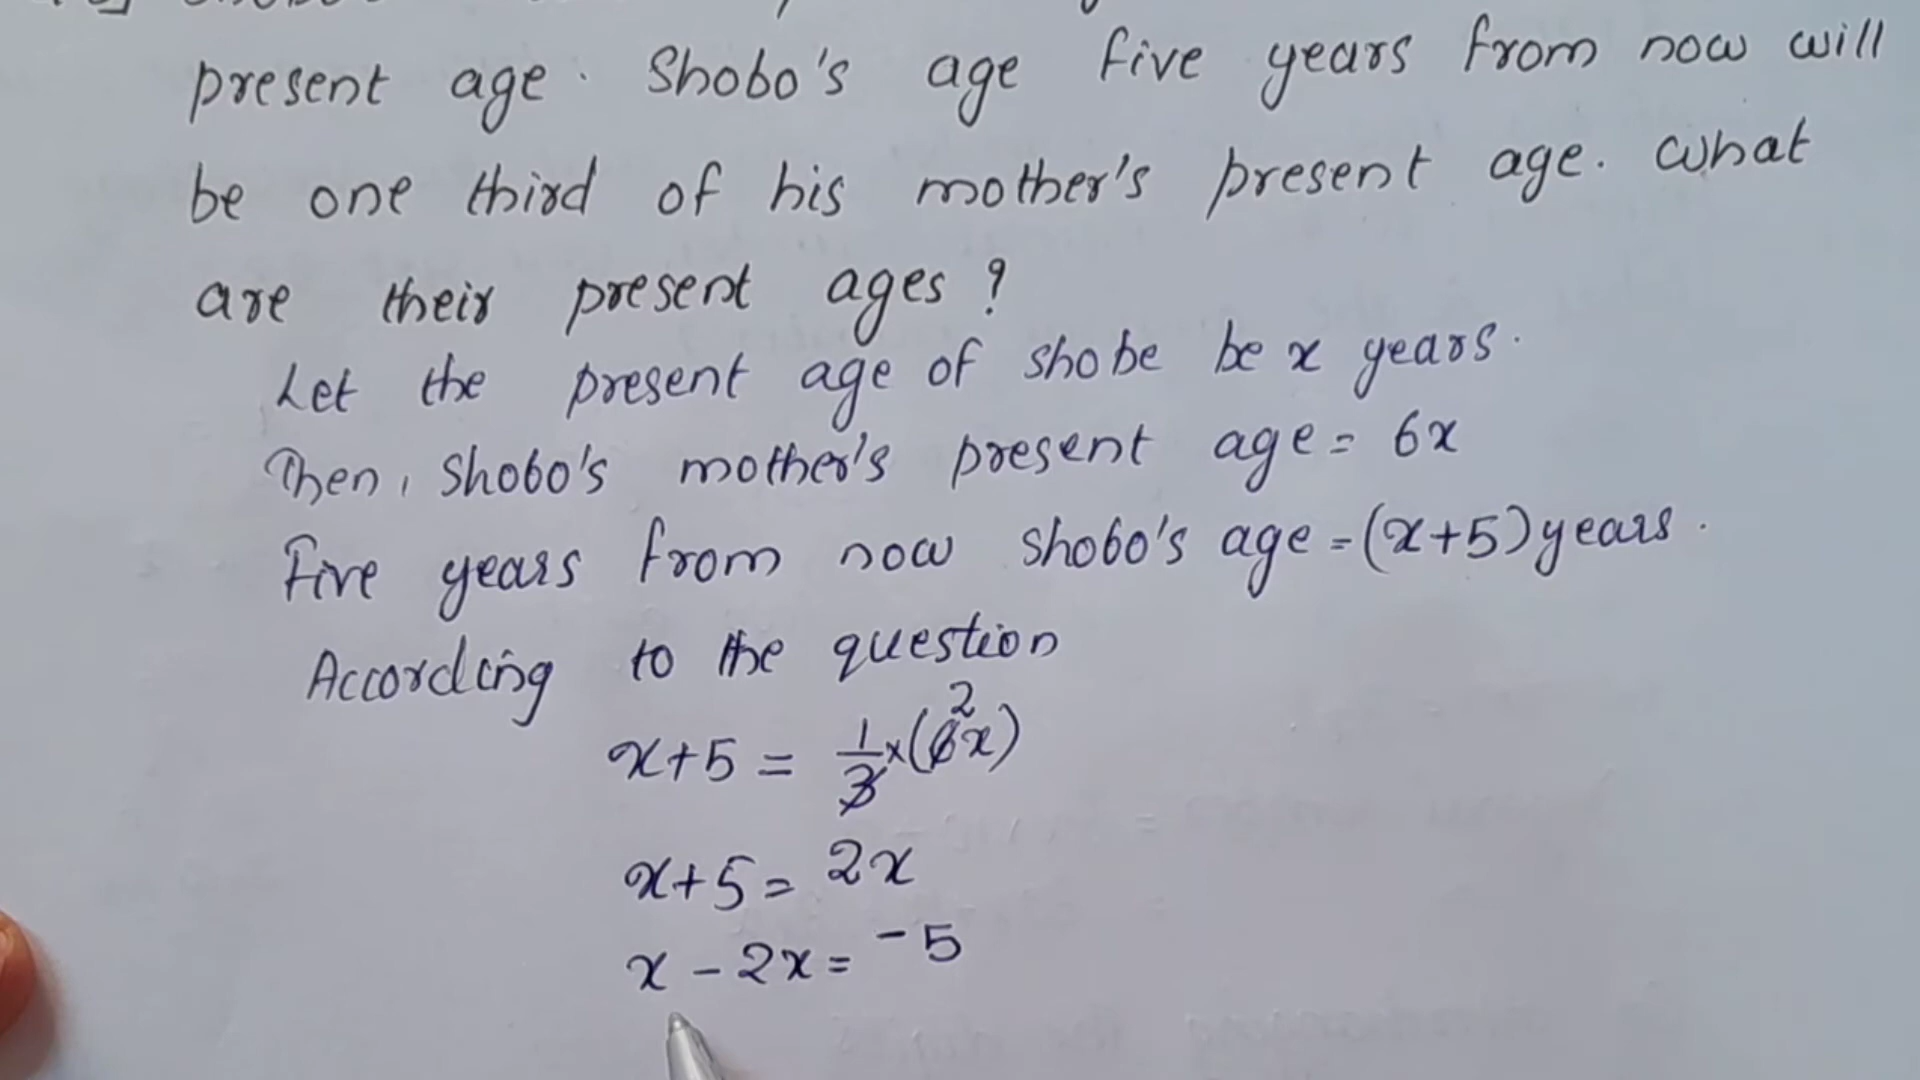 present age. Shobo's age five years from now will
be one third of his mother's present age. What
are their present ages?
Let the present age of shobe be x years.
Then, Shobo's mother's present age = 6x
Five years from now shobo's age = (x+5) years.
According to the question
x+5 = 1/3 × (6x) 2
x+5 = 2x
x - 2x = -5